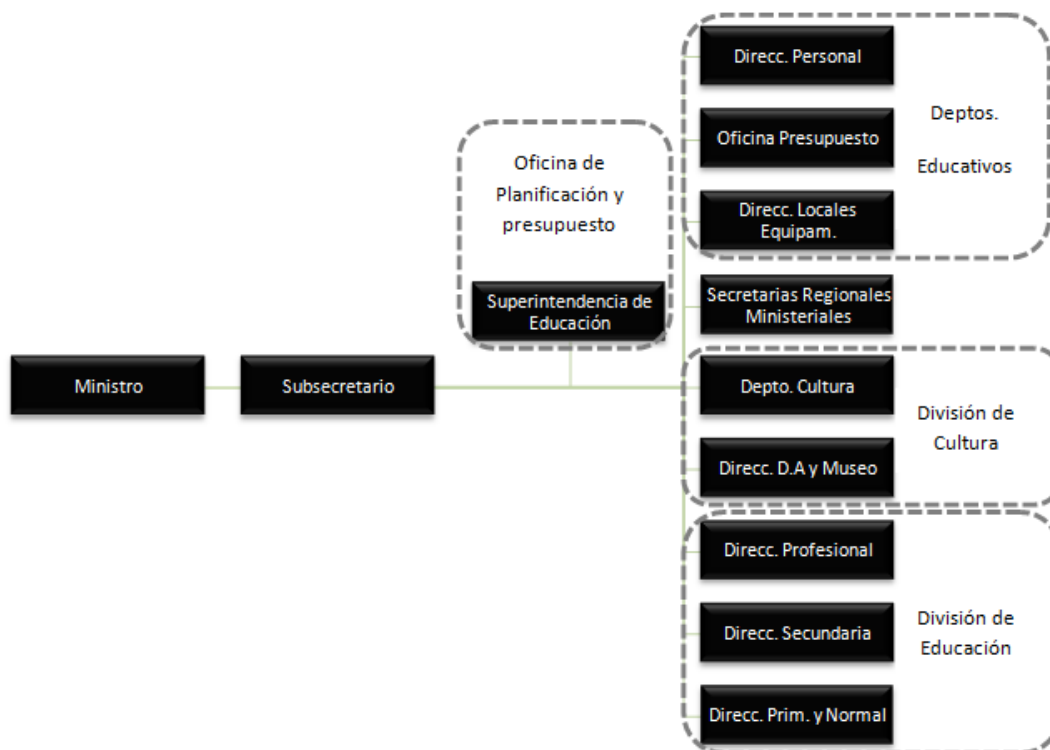 Direcc. Personal
Oficina Presupuesto
Direcc. Locales
Equipam.
Deptos.
Educativos
Oficina de
Planificación y
presupuesto
Superintendencia de
Educación
Secretarias Regionales
Ministeriales
Ministro
Subsecretario
Depto. Cultura
Direcc. D.A y Museo
División de
Cultura
Direcc. Profesional
Direcc. Secundaria
Direcc. Prim. y Normal
División de
Educación